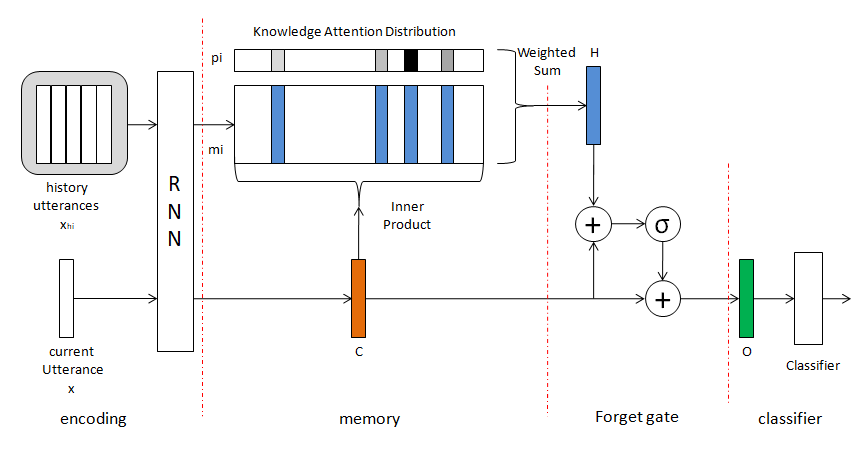 Knowledge Attention Distribution
pi
Weighted
Sum
H
mi
history
utterances
xhi
R
N
N
Inner
Product
+
σ
+
current
Utterance
x
C
O
Classifier
encoding
memory
Forget gate
classifier